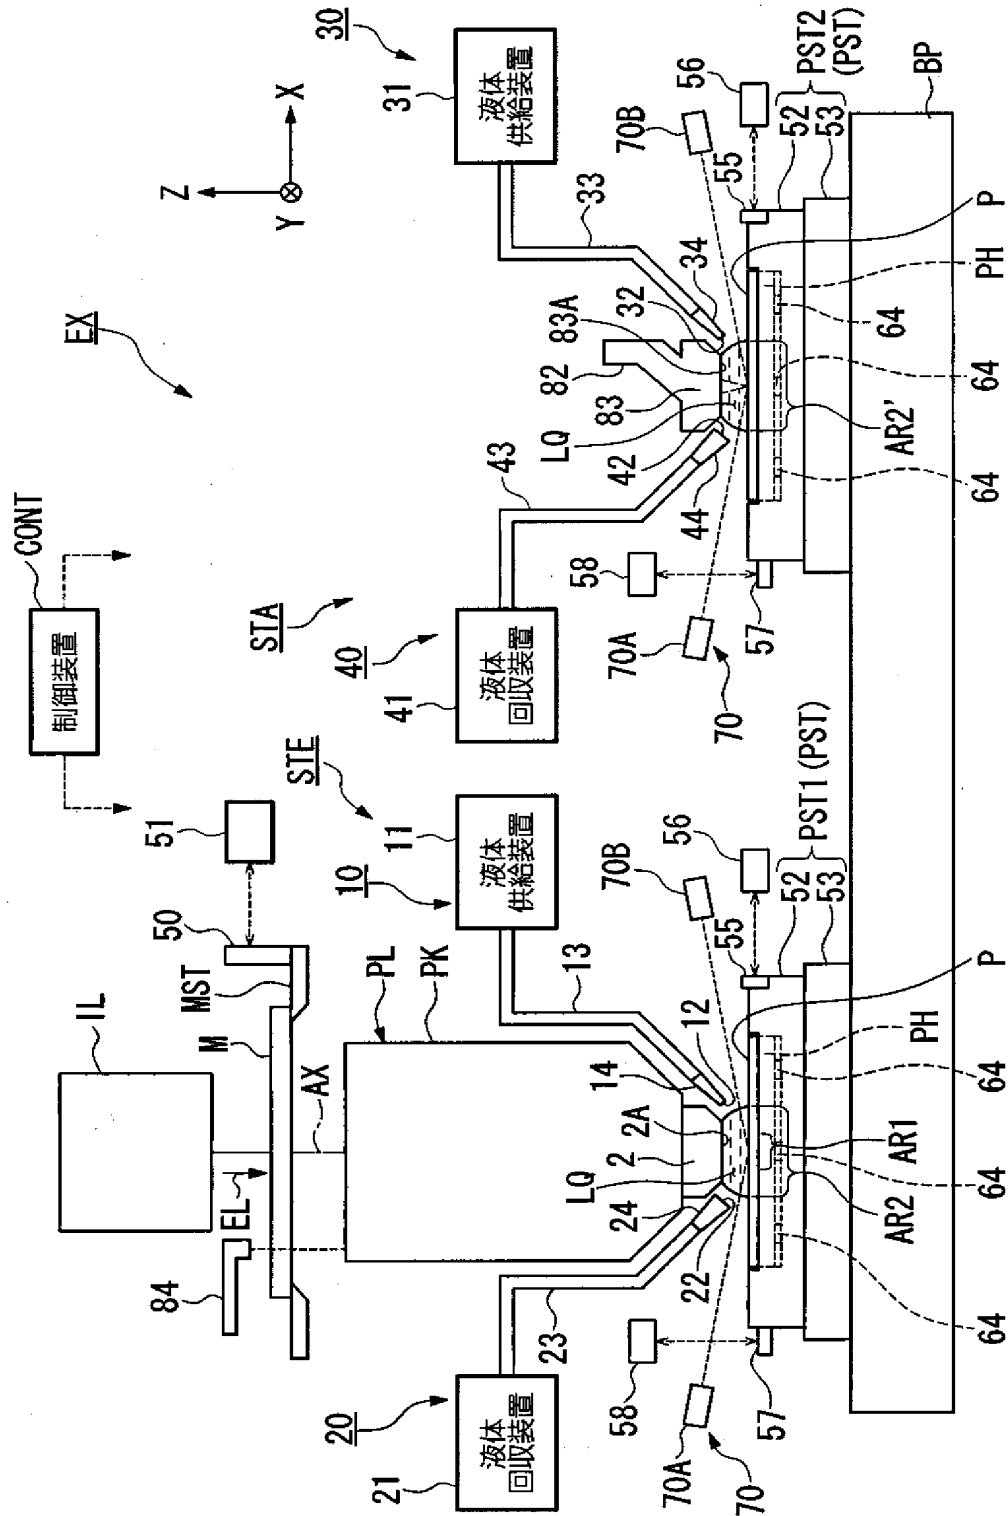 EX
Z
X
Y
CONT
制御装置
IL
84
EL
M
MST
50
51
AX
PL
PK
STE
STA
20
21
液体
回収装置
10
11
液体
供給装置
40
41
液体
回収装置
30
31
液体
供給装置
23
24
22
LQ
2
2A
14
12
13
43
44
42
LQ
83
82
83A
32
34
33
58
70A
70
57
70B
55
56
52
53
PST1(PST)
58
70A
70
57
70B
55
56
52
53
PST2
(PST)
64
AR2
64
AR1
64
PH
P
64
AR2'
64
64
PH
P
BP